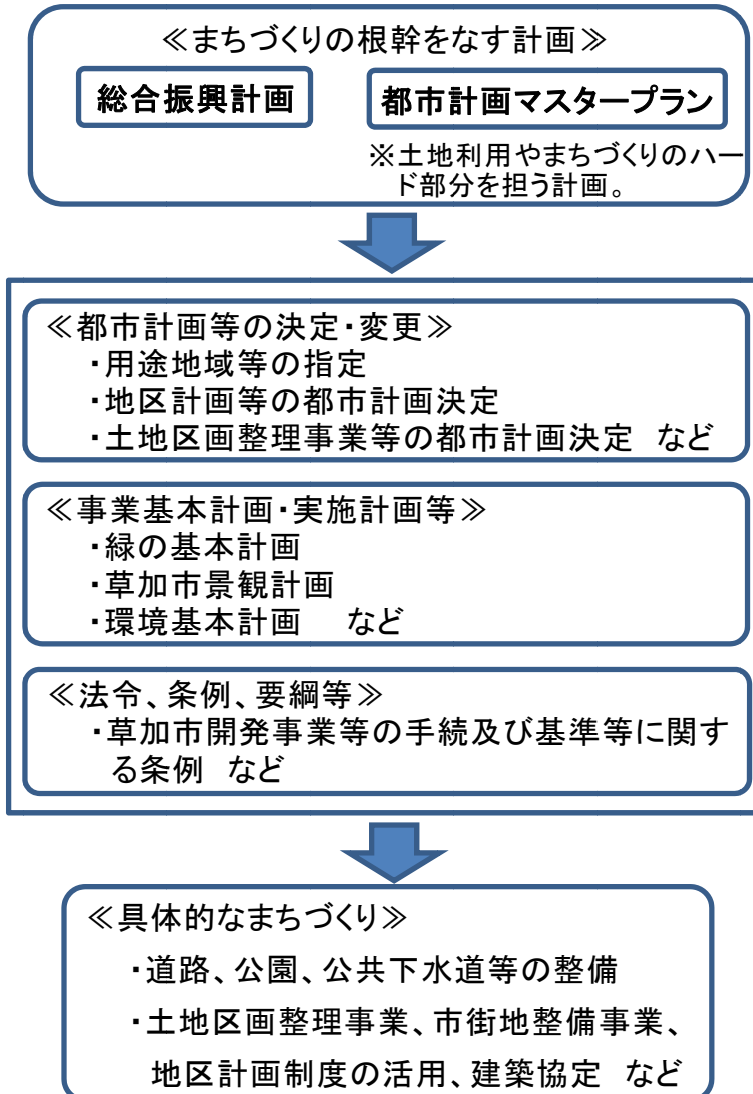 ≪まちづくりの根幹をなす計画≫
総合振興計画
都市計画マスタープラン
※土地利用やまちづくりのハー
ド部分を担う計画。
≪都市計画等の決定・変更≫
・用途地域等の指定
・地区計画等の都市計画決定
・土地区画整理事業等の都市計画決定　など
≪事業基本計画・実施計画等≫
・緑の基本計画
・草加市景観計画
・環境基本計画　など
≪法令、条例、要綱等≫
・草加市開発事業等の手続及び基準等に関す
る条例　など
≪具体的なまちづくり≫
・道路、公園、公共下水道等の整備
・土地区画整理事業、市街地整備事業、
地区計画制度の活用、建築協定　など